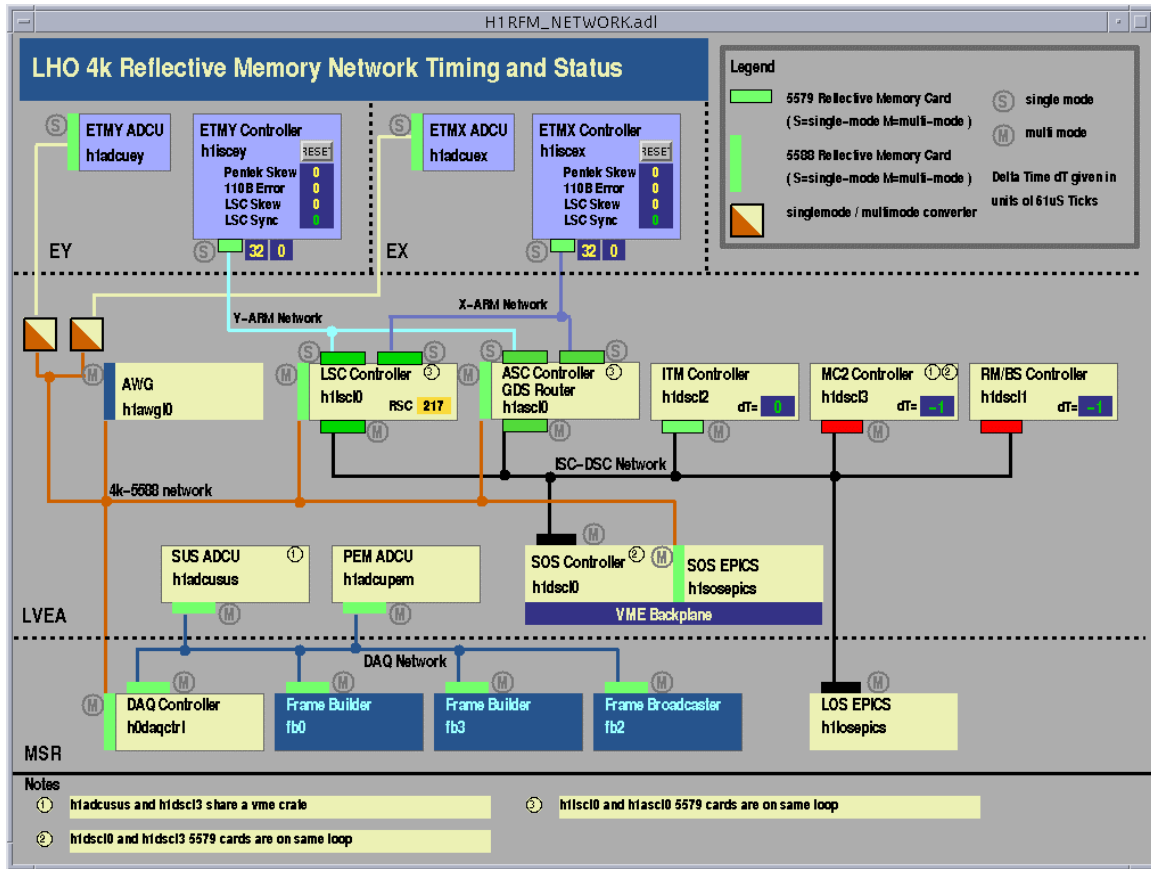 H1RFM_NETWORK.adl
LHO 4k Reflective Memory Network Timing and Status
Legend
5579 Reflective Memory Card
( S=single-mode M=multi-mode )
5588 Reflective Memory Card
( S=single-mode M=multi-mode )
singlemode / multimode converter
S single mode
M multi mode
Delta Time dT given in
units of 61uS Ticks
S
ETMY ADCU
h1adcuey
ETMY Controller
h1iscey
RESET
Pentek Skew 0
110B Error 0
LSC Skew 0
LSC Sync 0
S 32 0
EY
S
ETMX ADCU
h1adcuex
ETMX Controller
h1iscex
RESET
Pentek Skew 0
110B Error 0
LSC Skew 0
LSC Sync 0
S 32 0
EX
Y-ARM Network
X-ARM Network
M
AWG
h1awgl0
S S
M
LSC Controller 3
h1lscl0
RSC 217
M
S S
M
ASC Controller 3
GDS Router
h1ascl0
M
ITM Controller
h1dscl2
dT= 0
M
MC2 Controller 1 2
h1dscl3
dT= -1
M
RM/BS Controller
h1dscl1
dT= -1
ISC-DSC Network
4k-5588 network
SUS ADCU 1
h1adcusus
M
PEM ADCU
h1adcupem
M
M
SOS Controller 2
h1dscl0
M
SOS EPICS
h1sosepics
VME Backplane
LVEA
DAQ Network
M
M
DAQ Controller
h0daqctrl
M
Frame Builder
fb0
M
Frame Builder
fb3
M
Frame Broadcaster
fb2
M
LOS EPICS
h1losepics
MSR
Notes
1 h1adcusus and h1dscl3 share a vme crate
2 h1dscl0 and h1dscl3 5579 cards are on same loop
3 h1lscl0 and h1ascl0 5579 cards are on same loop